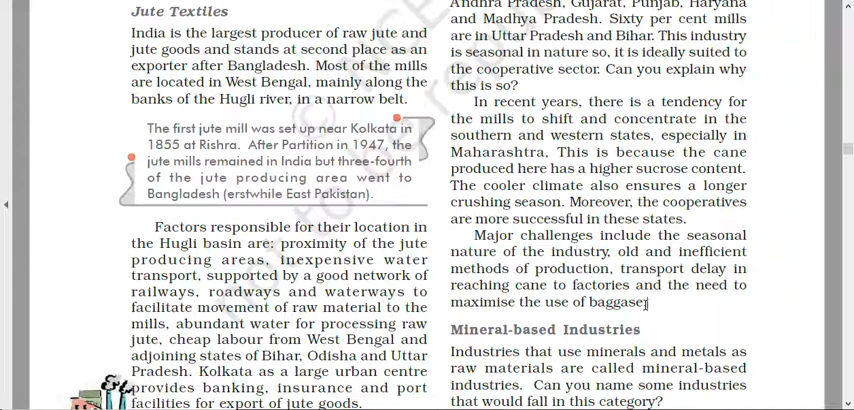 Jute Textiles
India is the largest producer of raw jute and
jute goods and stands at second place as an
exporter after Bangladesh. Most of the mills
are located in West Bengal, mainly along the
banks of the Hugli river, in a narrow belt.
The first jute mill was set up near Kolkata in
1855 at Rishra. After Partition in 1947, the
jute mills remained in India but three-fourth
of the jute producing area went to
Bangladesh (erstwhile East Pakistan).
Factors responsible for their location in
the Hugli basin are: proximity of the jute
producing areas, inexpensive water
transport, supported by a good network of
railways, roadways and waterways to
facilitate movement of raw material to the
mills, abundant water for processing raw
jute, cheap labour from West Bengal and
adjoining states of Bihar, Odisha and Uttar
Pradesh. Kolkata as a large urban centre
provides banking, insurance and port
facilities for export of jute goods.
Andhra Pradesh, Gujarat, Punjab, Haryana
and Madhya Pradesh. Sixty per cent mills
are in Uttar Pradesh and Bihar. This industry
is seasonal in nature so, it is ideally suited to
the cooperative sector. Can you explain why
this is so?
In recent years, there is a tendency for
the mills to shift and concentrate in the
southern and western states, especially in
Maharashtra, This is because the cane
produced here has a higher sucrose content.
The cooler climate also ensures a longer
crushing season. Moreover, the cooperatives
are more successful in these states.
Major challenges include the seasonal
nature of the industry, old and inefficient
methods of production, transport delay in
reaching cane to factories and the need to
maximise the use of baggase.
Mineral-based Industries
Industries that use minerals and metals as
raw materials are called mineral-based
industries. Can you name some industries
that would fall in this category?